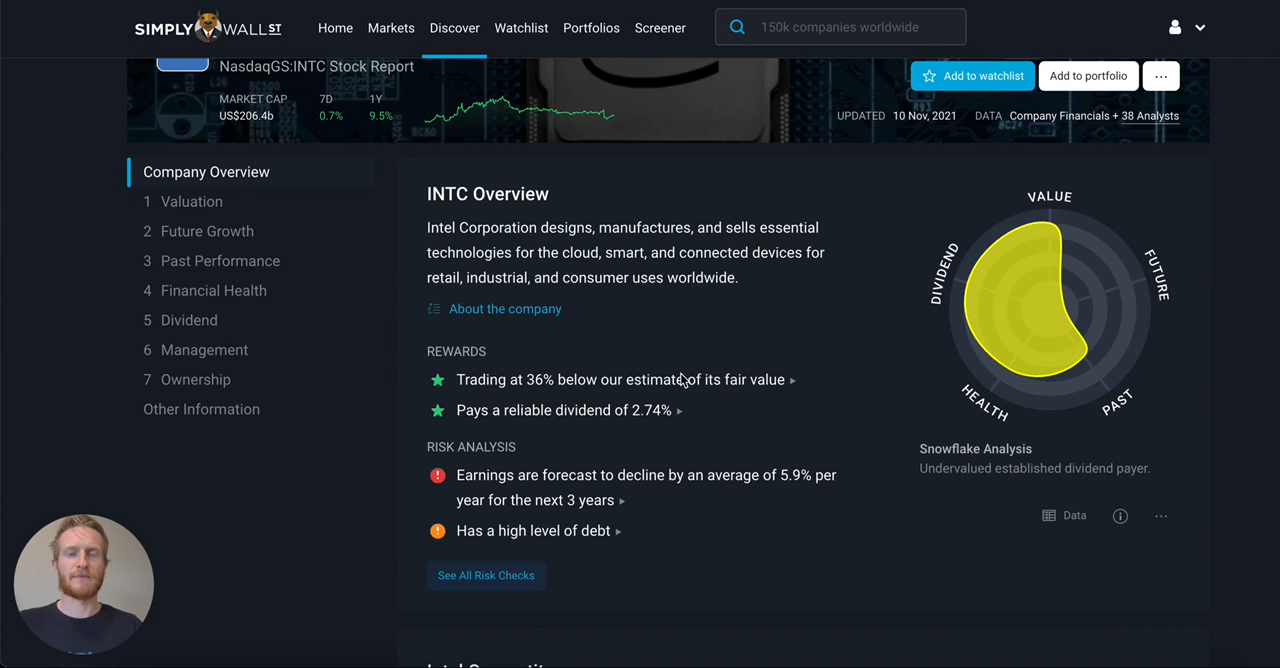 SIMPLY WALL ST
Home Markets Discover Watchlist Portfolios Screener
150k companies worldwide
NasdaqGS:INTC Stock Report
Add to watchlist
Add to portfolio
...
MARKET CAP 7D 1Y
US$206.4b 0.7% 9.5%
UPDATED 10 Nov, 2021 DATA Company Financials + 38 Analysts
Company Overview
1 Valuation
2 Future Growth
3 Past Performance
4 Financial Health
5 Dividend
6 Management
7 Ownership
Other Information
INTC Overview
Intel Corporation designs, manufactures, and sells essential
technologies for the cloud, smart, and connected devices for
retail, industrial, and consumer uses worldwide.
About the company
REWARDS
Trading at 36% below our estimate of its fair value
Pays a reliable dividend of 2.74%
RISK ANALYSIS
Earnings are forecast to decline by an average of 5.9% per
year for the next 3 years
Has a high level of debt
See All Risk Checks
VALUE
FUTURE
PAST
HEALTH
DIVIDEND
Snowflake Analysis
Undervalued established dividend payer.
Data
...